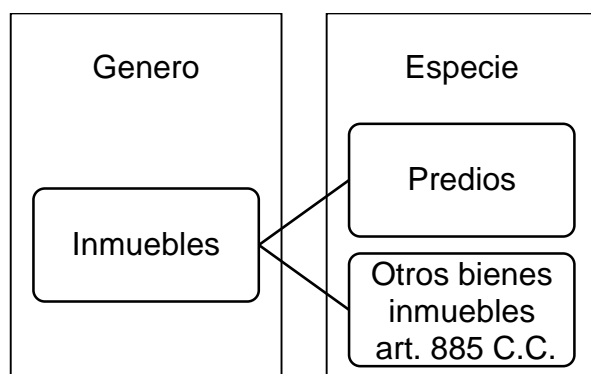 Genero
Especie
Inmuebles
Predios
Otros bienes
inmuebles
art. 885 C.C.